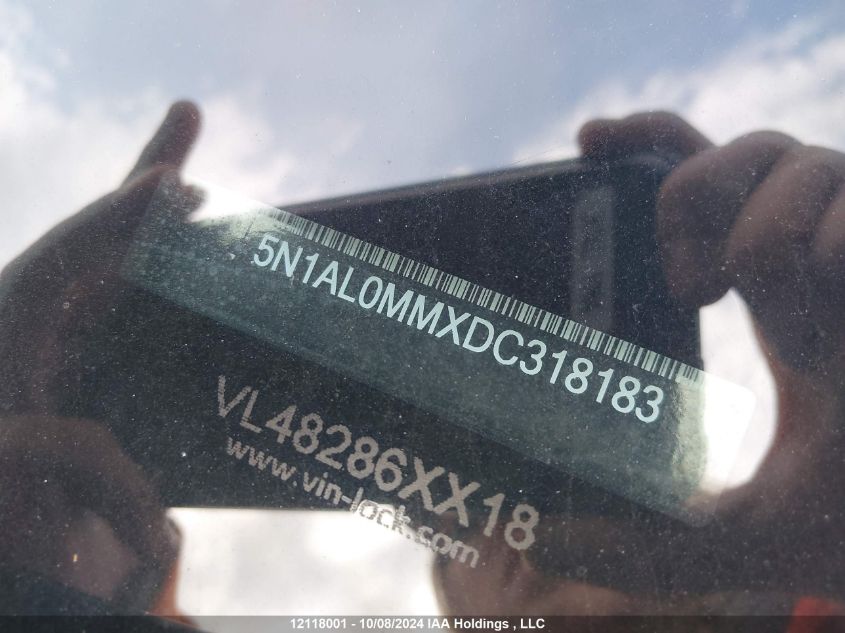 5N1AL0MMXDC318183
VL48286XX18
www.vin-lock.com
12118001 - 10/08/2024 IAA Holdings , LLC